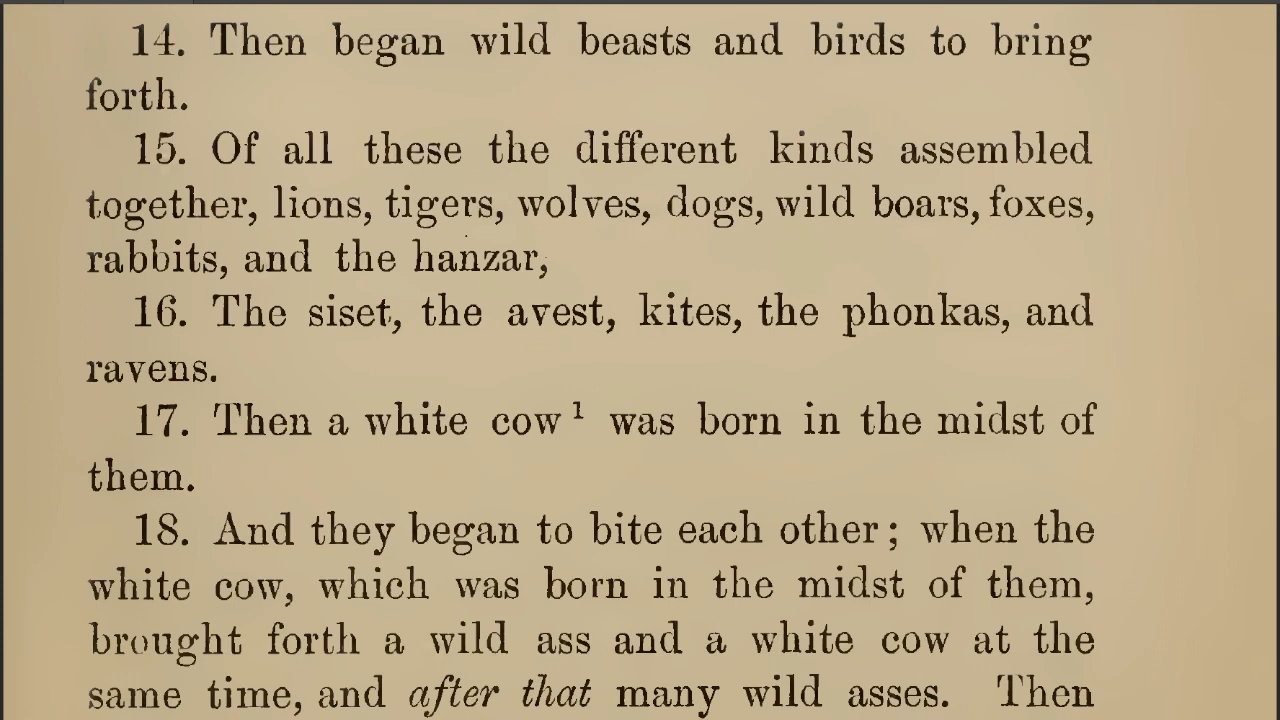 14. Then began wild beasts and birds to bring
forth.
15. Of all these the different kinds assembled
together, lions, tigers, wolves, dogs, wild boars, foxes,
rabbits, and the hanzar,
16. The siset, the avest, kites, the phonkas, and
ravens.
17. Then a white cow¹ was born in the midst of
them.
18. And they began to bite each other; when the
white cow, which was born in the midst of them,
brought forth a wild ass and a white cow at the
same time, and after that many wild asses. Then